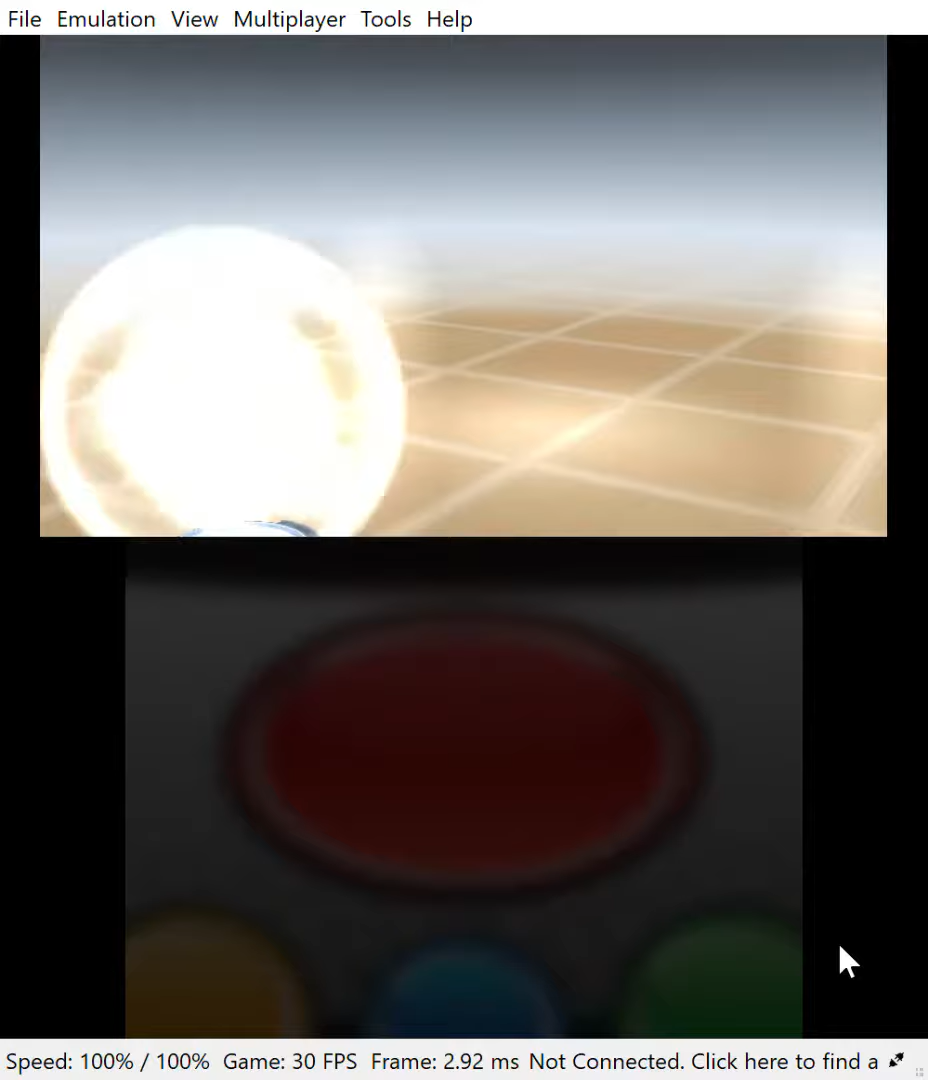 File Emulation View Multiplayer Tools Help
Speed: 100% / 100% Game: 30 FPS Frame: 2.92 ms Not Connected. Click here to find a